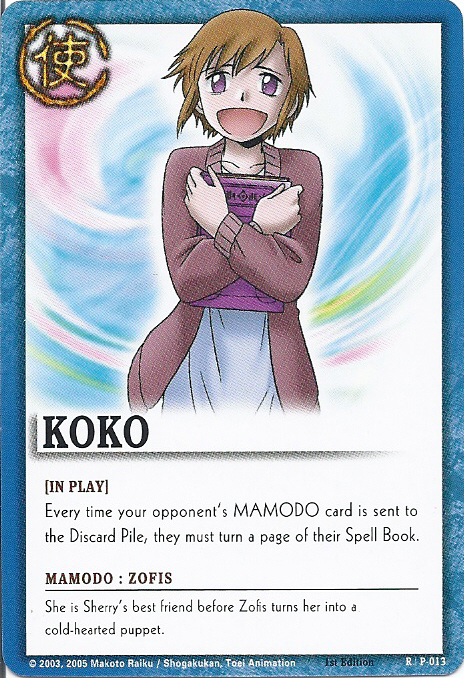 使
KOKO
[IN PLAY]
Every time your opponent's MAMODO card is sent to
the Discard Pile, they must turn a page of their Spell Book.
MAMODO : ZOFIS
She is Sherry's best friend before Zofis turns her into a
cold-hearted puppet.
© 2003, 2005 Makoto Raiku / Shogakukan, Toei Animation 1st Edition R / P-013